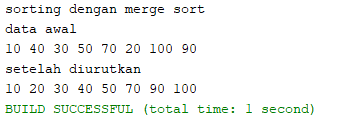 sorting dengan merge sort
data awal
10 40 30 50 70 20 100 90
setelah diurutkan
10 20 30 40 50 70 90 100
BUILD SUCCESSFUL (total time: 1 second)